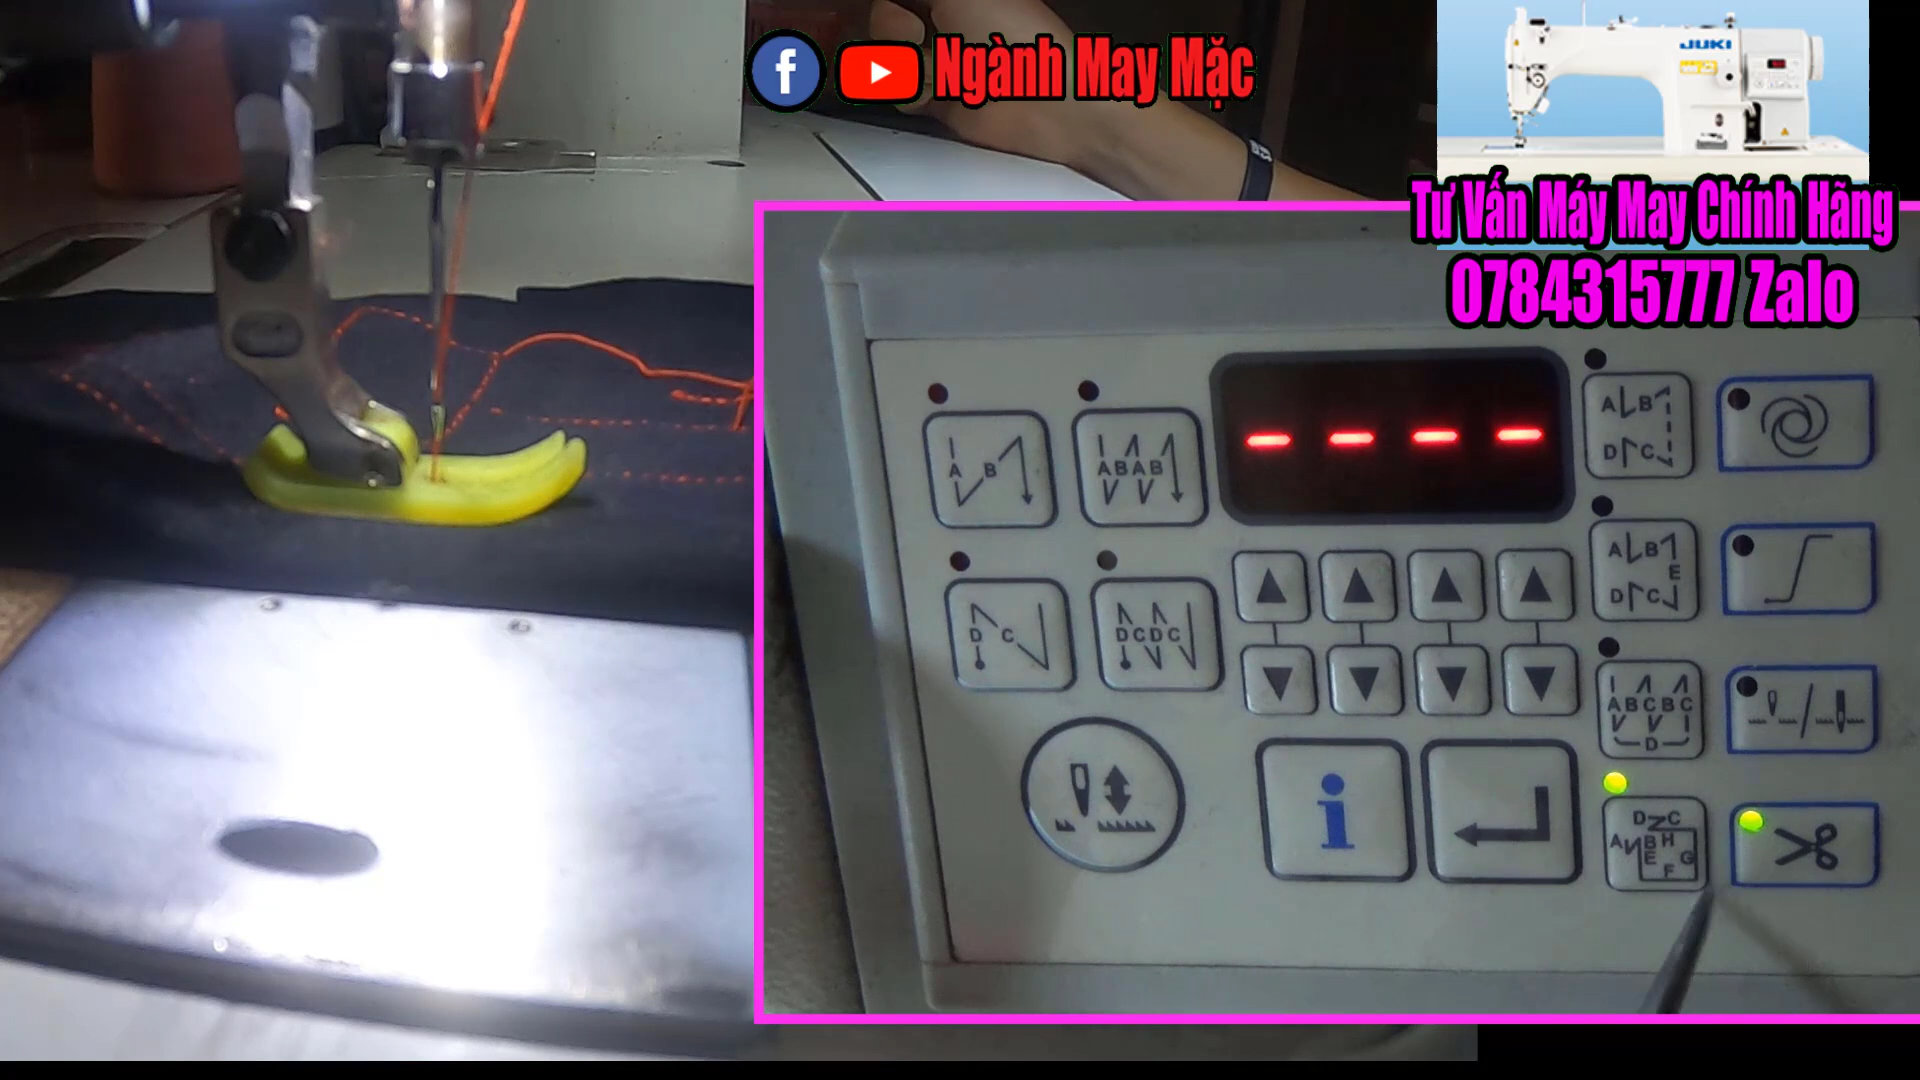 f Ngành May Mặc
JUKI
Tư Vấn Máy May Chính Hãng
0784315777 Zalo
A B
A B A B
- - - -
A B
D C
A B
E
D C
D C
D C D C
A B C B C
D
i
D C
A B H
E G
F